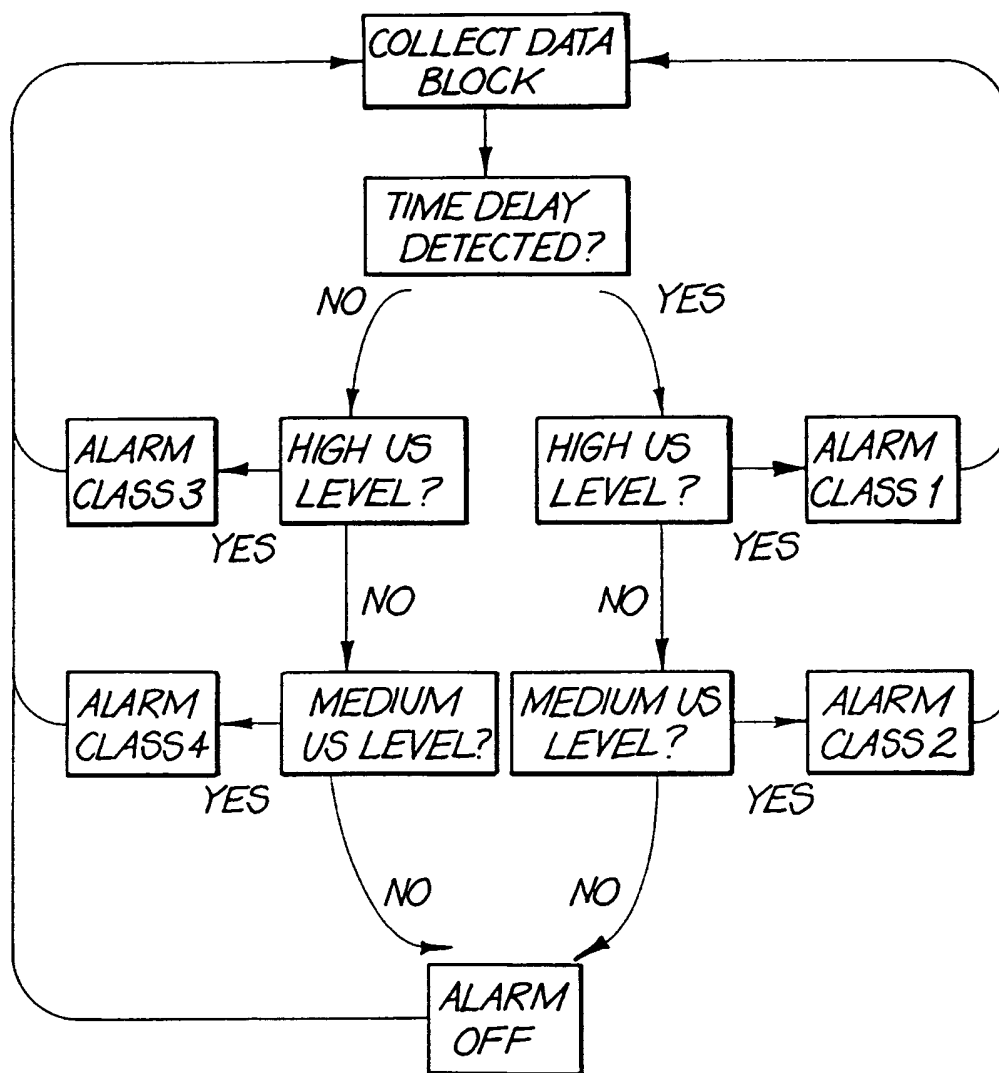 COLLECT DATA
BLOCK
TIME DELAY
DETECTED?
NO
YES
ALARM
CLASS 3
HIGH US
LEVEL?
HIGH US
LEVEL?
ALARM
CLASS 1
YES
YES
NO
NO
ALARM
CLASS 4
MEDIUM
US LEVEL?
MEDIUM US
LEVEL?
ALARM
CLASS 2
YES
YES
NO
NO
ALARM
OFF